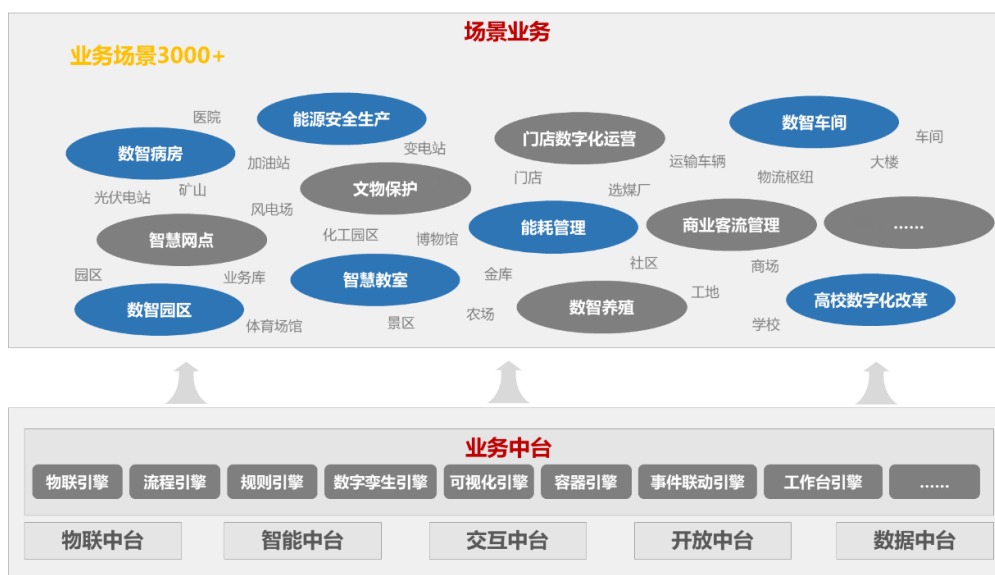 场景业务
业务场景3000+
医院
能源安全生产
数智车间
门店数字化运营
车间
数智病房
变电站
加油站
运输车辆
大楼
光伏电站
矿山
文物保护
门店
选煤厂
物流枢纽
风电场
智慧网点
化工园区
博物馆
能耗管理
商业客流管理
......
园区
业务库
智慧教室
金库
社区
商场
数智园区
体育场馆
景区
农场
数智养殖
工地
高校数字化改革
学校
业务中台
物联引擎
流程引擎
规则引擎
数字孪生引擎
可视化引擎
容器引擎
事件联动引擎
工作台引擎
......
物联中台
智能中台
交互中台
开放中台
数据中台